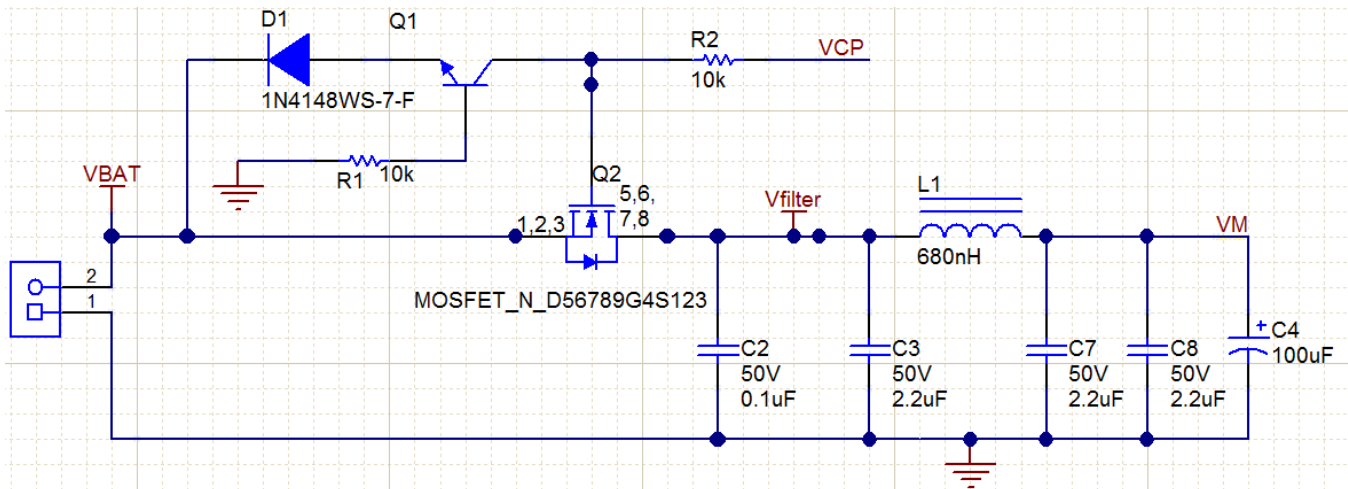 D1
Q1
1N4148WS-7-F
R2
10k
VCP
R1
10k
VBAT
Q2
5,6,
7,8
1,2,3
MOSFET_N_D56789G4S123
Vfilter
L1
680nH
VM
2
1
C2
50V
0.1uF
C3
50V
2.2uF
C7
50V
2.2uF
C8
50V
2.2uF
+
C4
100uF